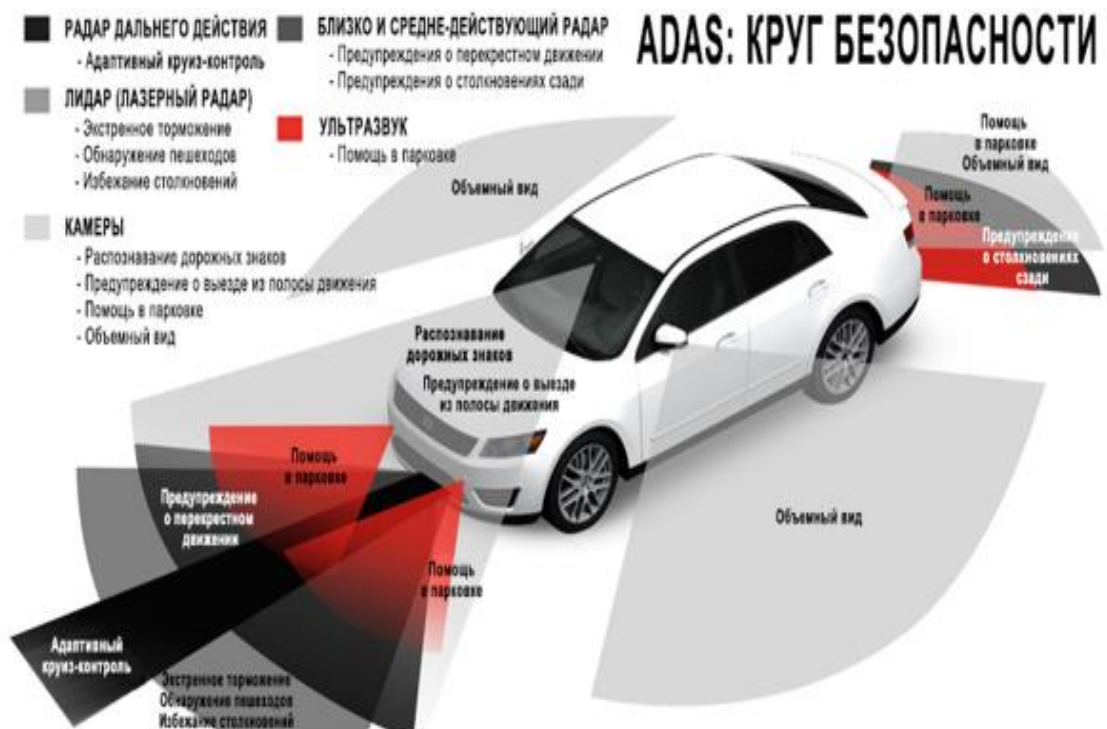 ADAS: КРУГ БЕЗОПАСНОСТИ
РАДАР ДАЛЬНЕГО ДЕЙСТВИЯ
- Адаптивный круиз-контроль
БЛИЗКО И СРЕДНЕ-ДЕЙСТВУЮЩИЙ РАДАР
- Предупреждения о перекрестном движении
- Предупреждения о столкновениях сзади
ЛИДАР (ЛАЗЕРНЫЙ РАДАР)
- Экстренное торможение
- Обнаружение пешеходов
- Избежание столкновений
УЛЬТРАЗВУК
- Помощь в парковке
КАМЕРЫ
- Распознавание дорожных знаков
- Предупреждение о выезде из полосы движения
- Помощь в парковке
- Объемный вид
Объемный вид
Помощь
в парковке
Объемный вид
Помощь
в парковке
Предупреждение
о столкновениях
сзади
Распознавание
дорожных знаков
Предупреждение о выезде
из полосы движения
Помощь
в парковке
Предупреждение
о перекрестном
движении
Объемный вид
Помощь
в парковке
Адаптивный
круиз-контроль
Экстренное торможение
Обнаружение пешеходов
Избежание столкновений